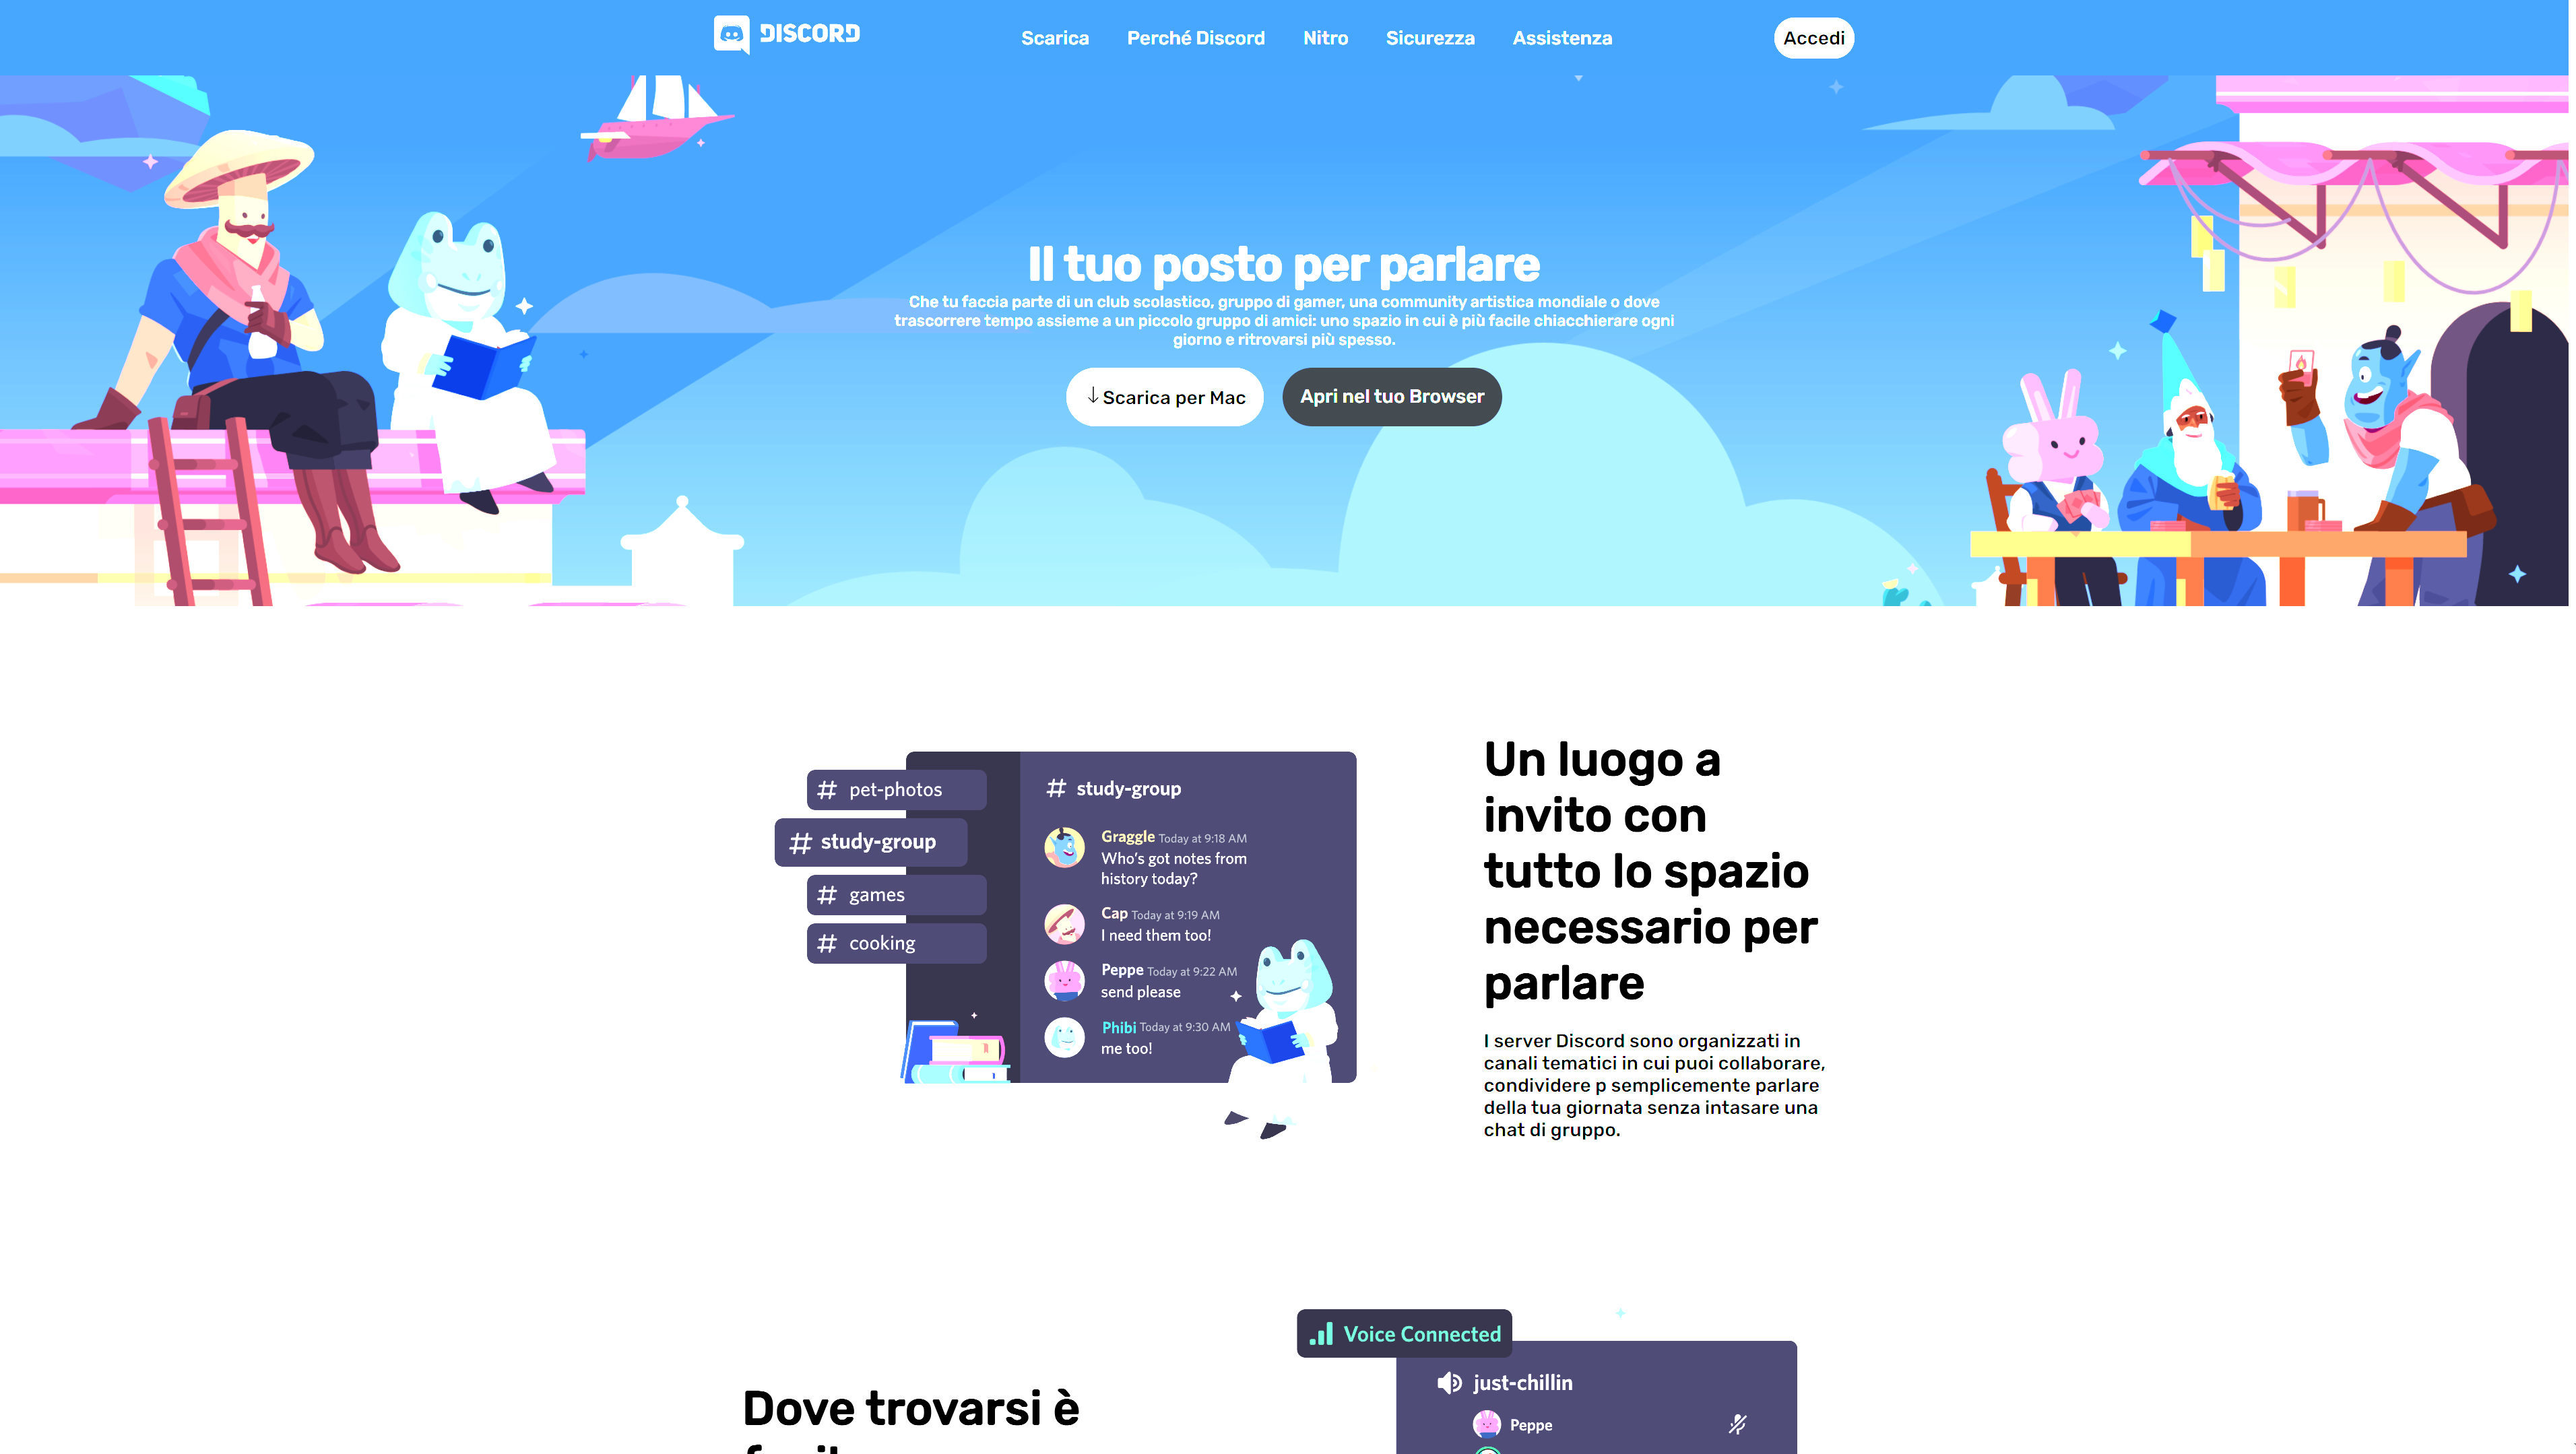 DISCORD
Scarica Perché Discord Nitro Sicurezza Assistenza
Accedi
Il tuo posto per parlare
Che tu faccia parte di un club scolastico, gruppo di gamer, una community artistica mondiale o dove
trascorrere tempo assieme a un piccolo gruppo di amici: uno spazio in cui è più facile chiacchierare ogni
giorno e ritrovarsi più spesso.
↓ Scarica per Mac
Apri nel tuo Browser
# pet-photos
# study-group
# games
# cooking
# study-group
Graggle Today at 9:18 AM
Who's got notes from
history today?
Cap Today at 9:19 AM
I need them too!
Peppe Today at 9:22 AM
send please
Phibi Today at 9:30 AM
me too!
Un luogo a
invito con
tutto lo spazio
necessario per
parlare
I server Discord sono organizzati in
canali tematici in cui puoi collaborare,
condividere p semplicemente parlare
della tua giornata senza intasare una
chat di gruppo.
Dove trovarsi è
Voice Connected
just-chillin
Peppe